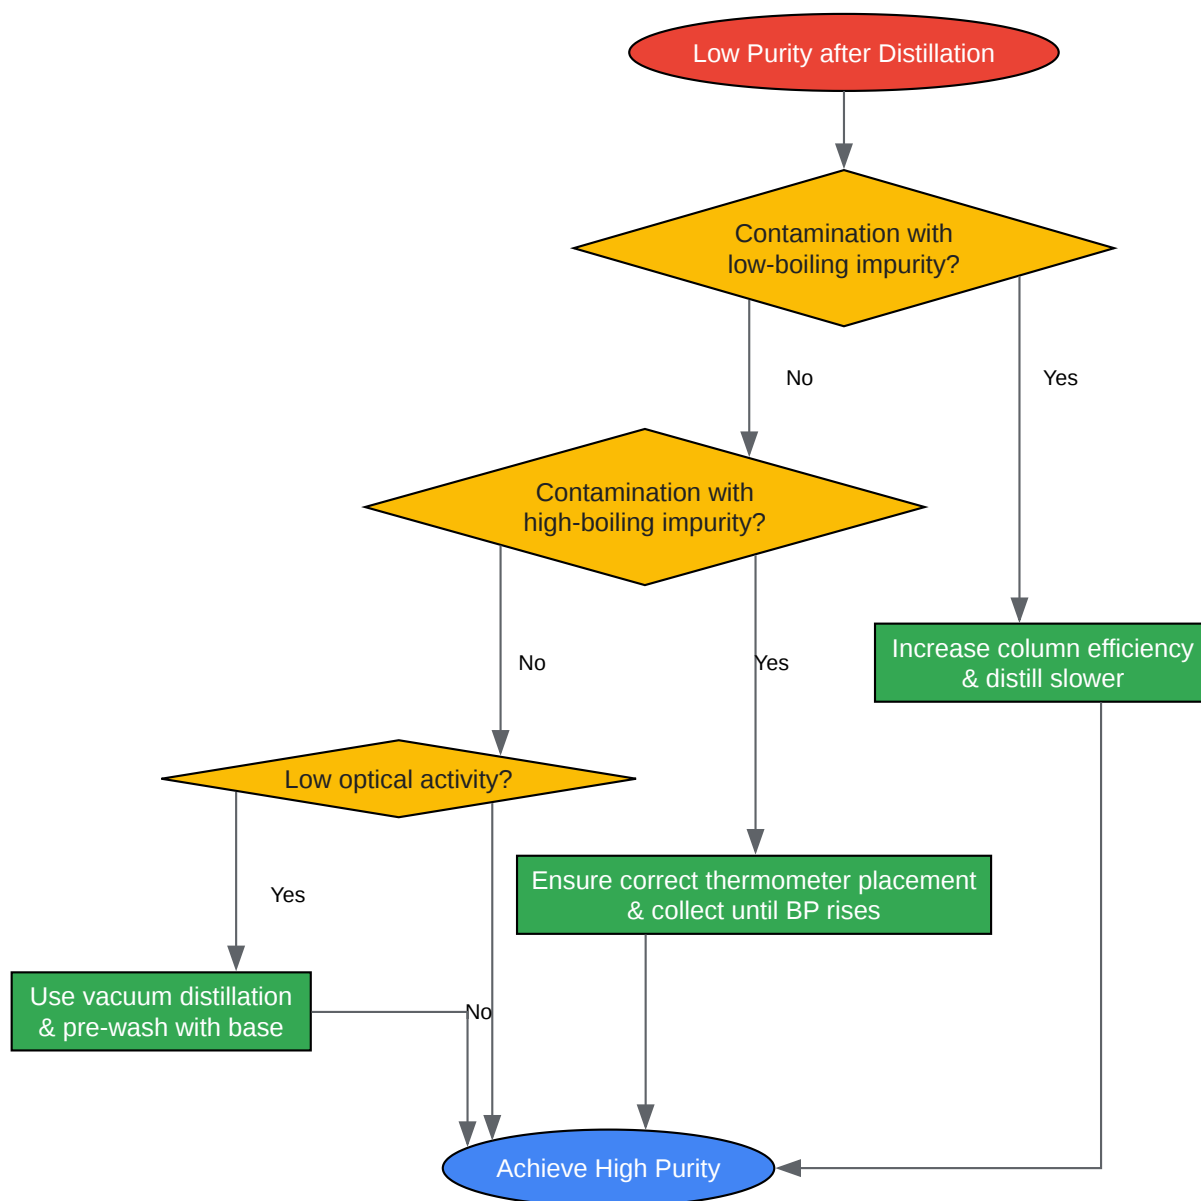 Low Purity after Distillation
Contamination with
low-boiling impurity?
No
Yes
Contamination with
high-boiling impurity?
No
Yes
Increase column efficiency
& distill slower
Low optical activity?
Yes
Ensure correct thermometer placement
& collect until BP rises
Use vacuum distillation
& pre-wash with base
No
Achieve High Purity